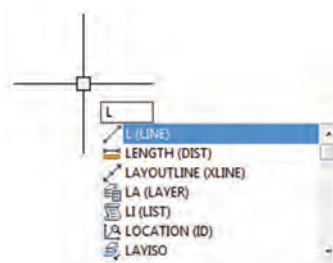 L
L (LINE)
LENGTH (DIST)
LAYOUTLINE (XLINE)
LA (LAYER)
LI (LIST)
LOCATION (ID)
LAYISO